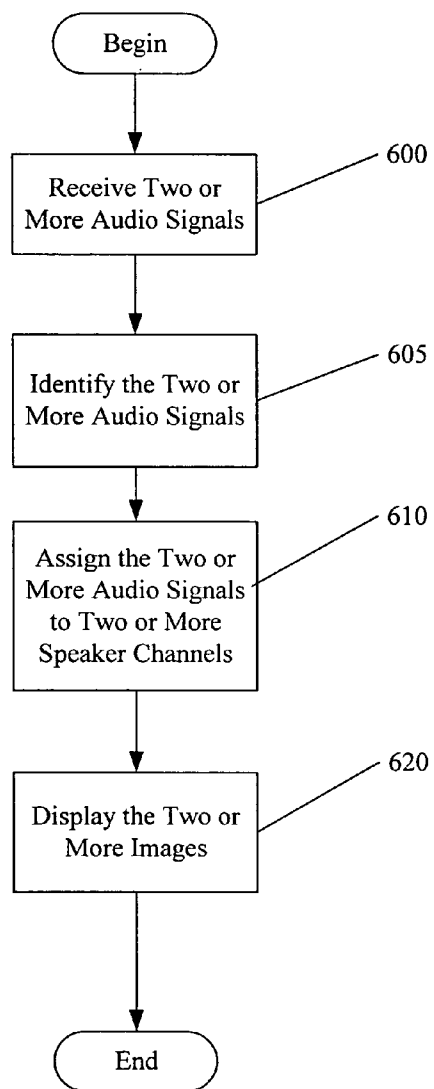 Begin
600
Receive Two or
More Audio Signals
605
Identify the Two or
More Audio Signals
610
Assign the Two or
More Audio Signals
to Two or More
Speaker Channels
620
Display the Two or
More Images
End